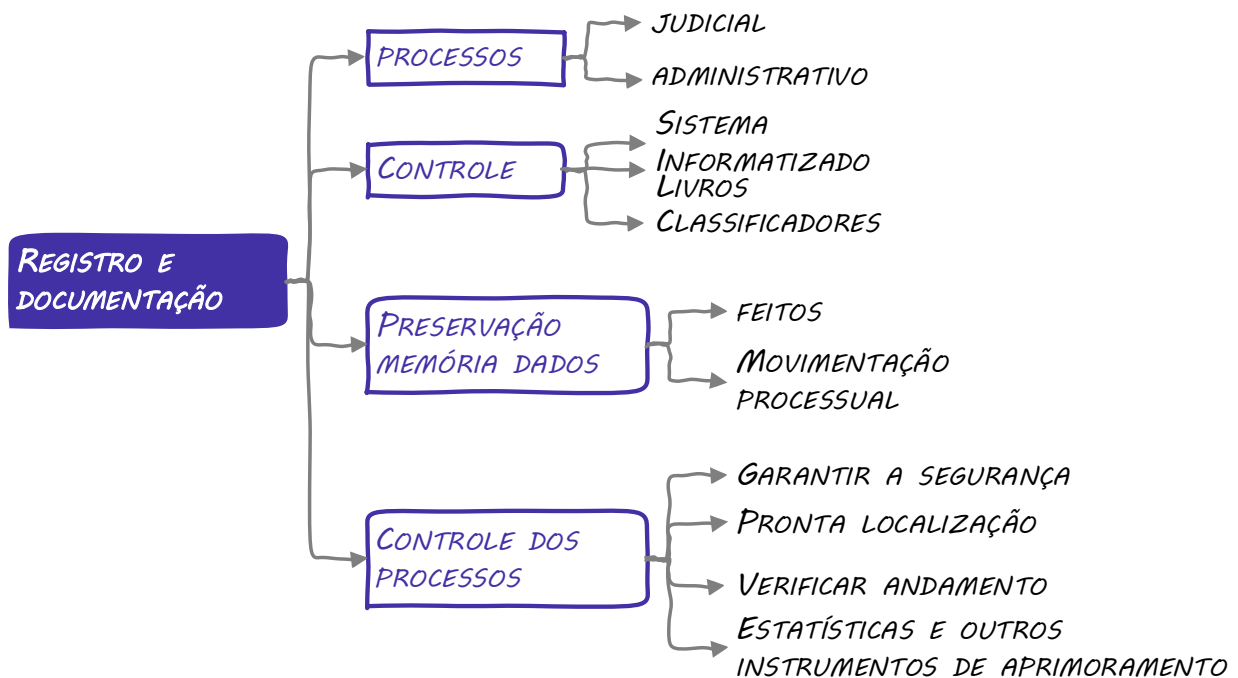 Registro e
documentação
processos
judicial
administrativo
Controle
Sistema
Informatizado
Livros
Classificadores
Preservação
memória dados
feitos
Movimentação
processual
Controle dos
processos
Garantir a segurança
Pronta localização
Verificar andamento
Estatísticas e outros
instrumentos de aprimoramento